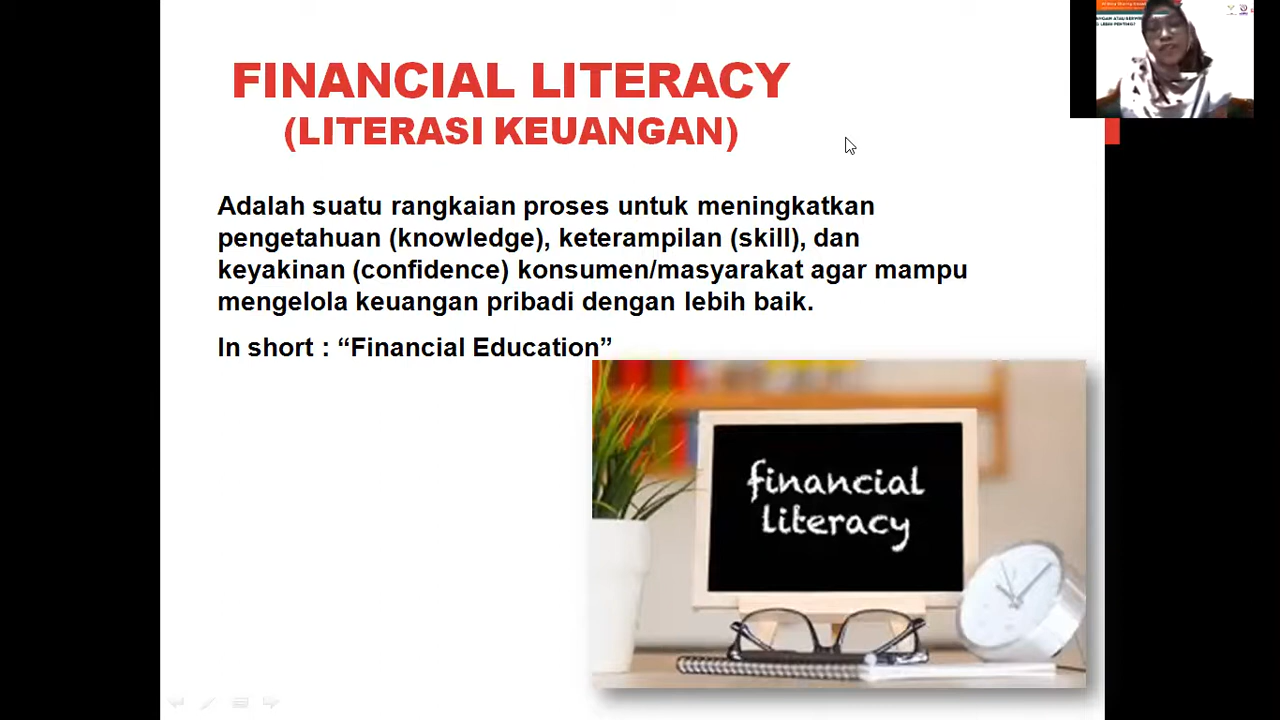 FINANCIAL LITERACY
(LITERASI KEUANGAN)
Adalah suatu rangkaian proses untuk meningkatkan
pengetahuan (knowledge), keterampilan (skill), dan
keyakinan (confidence) konsumen/masyarakat agar mampu
mengelola keuangan pribadi dengan lebih baik.
In short : “Financial Education”
financial
literacy